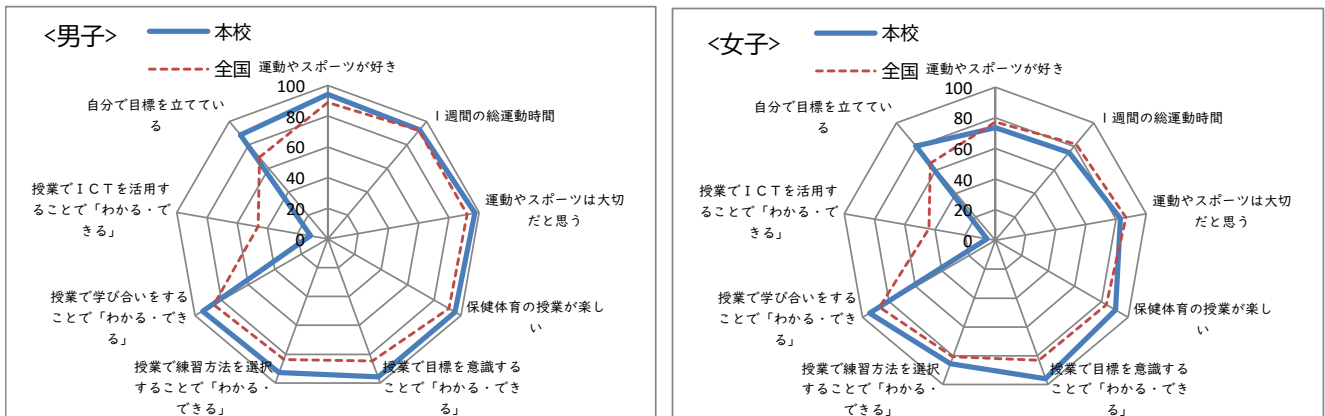 <男子>
本校
全国
運動やスポーツが好き
1週間の総運動時間
運動やスポーツは大切
だと思う
保健体育の授業が楽し
い
授業で目標を意識する
ことで「わかる・でき
る」
授業で練習方法を選択
することで「わかる・
できる」
授業で学び合いをする
ことで「わかる・でき
る」
授業でＩＣＴを活用す
ることで「わかる・で
きる」
自分で目標を立ててい
る
100
80
60
40
20
0
<女子>
本校
全国
運動やスポーツが好き
1週間の総運動時間
運動やスポーツは大切
だと思う
保健体育の授業が楽し
い
授業で目標を意識する
ことで「わかる・でき
る」
授業で練習方法を選択
することで「わかる・
できる」
授業で学び合いをする
ことで「わかる・でき
る」
授業でＩＣＴを活用す
ることで「わかる・で
きる」
自分で目標を立ててい
る
100
80
60
40
20
0